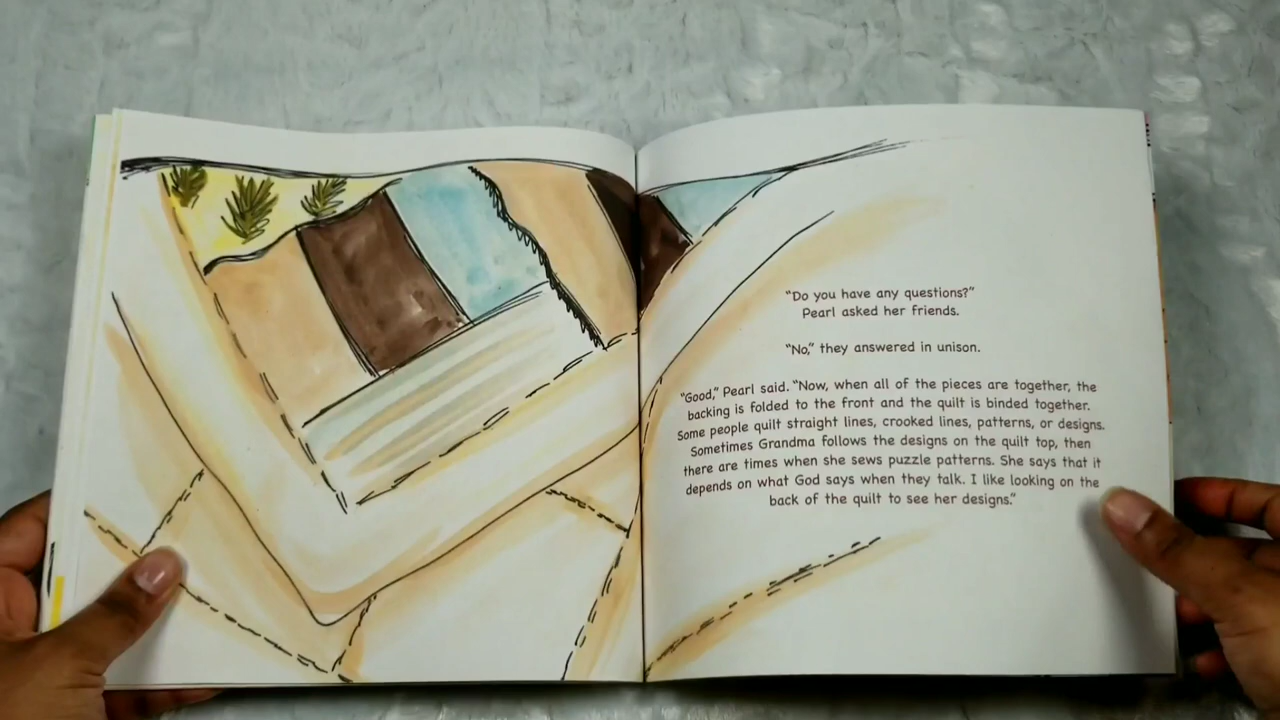 “Do you have any questions?”
Pearl asked her friends.
“No,” they answered in unison.
“Good,” Pearl said. “Now, when all of the pieces are together, the
backing is folded to the front and the quilt is binded together.
Some people quilt straight lines, crooked lines, patterns, or designs.
Sometimes Grandma follows the designs on the quilt top, then
there are times when she sews puzzle patterns. She says that it
depends on what God says when they talk. I like looking on the
back of the quilt to see her designs.”